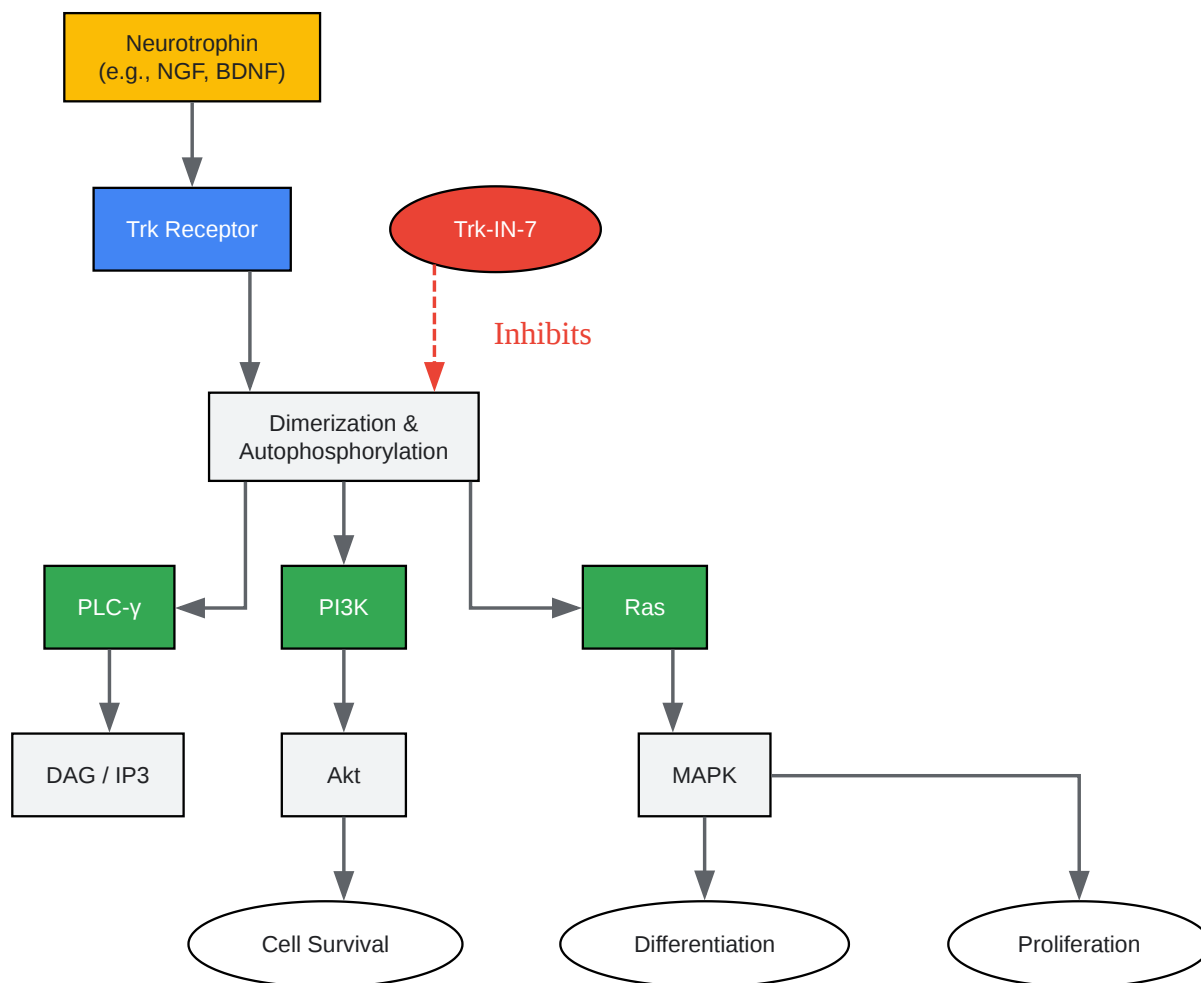 Neurotrophin
(e.g., NGF, BDNF)
Trk Receptor
Trk-IN-7
Inhibits
Dimerization &
Autophosphorylation
PLC-γ
PI3K
Ras
DAG / IP3
Akt
MAPK
Cell Survival
Differentiation
Proliferation